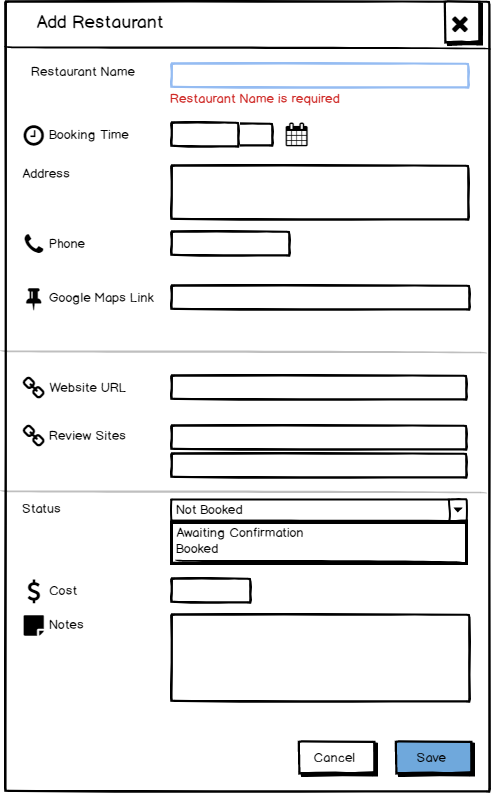 Add Restaurant
Restaurant Name
Restaurant Name is required
Booking Time
Address
Phone
Google Maps Link
Website URL
Review Sites
Status
Not Booked
Awaiting Confirmation
Booked
Cost
Notes
Cancel
Save